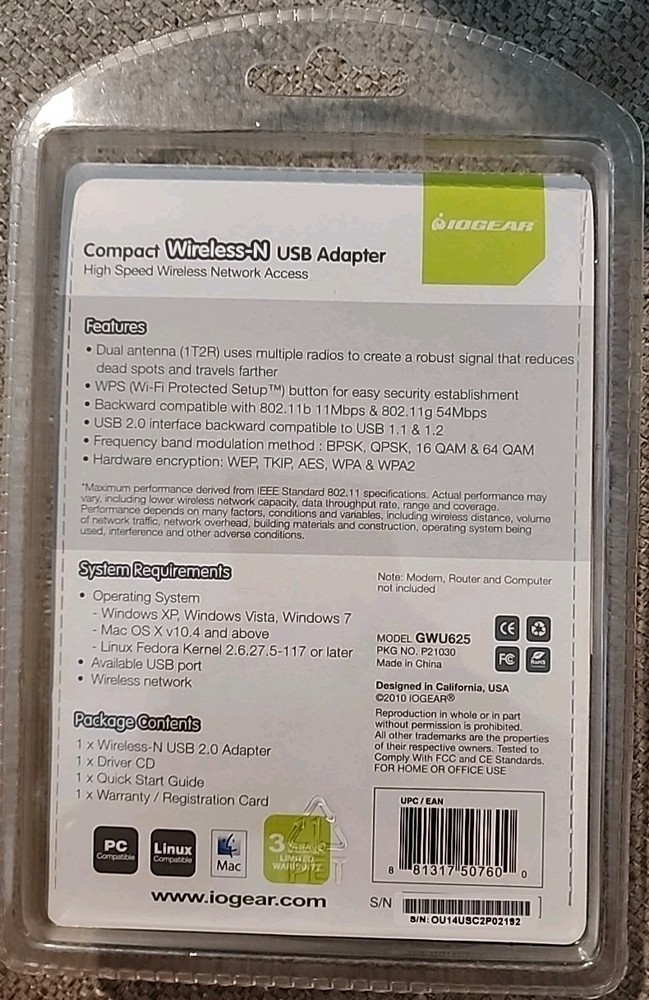 IOGEAR
Compact Wireless-N USB Adapter
High Speed Wireless Network Access
Features
• Dual antenna (1T2R) uses multiple radios to create a robust signal that reduces
dead spots and travels farther
• WPS (Wi-Fi Protected Setup™) button for easy security establishment
• Backward compatible with 802.11b 11Mbps & 802.11g 54Mbps
• USB 2.0 interface backward compatible to USB 1.1 & 1.2
• Frequency band modulation method : BPSK, QPSK, 16 QAM & 64 QAM
• Hardware encryption: WEP, TKIP, AES, WPA & WPA2
*Maximum performance derived from IEEE Standard 802.11 specifications. Actual performance may
vary, including lower wireless network capacity, data throughput rate, range and coverage.
Performance depends on many factors, conditions and variables, including wireless distance, volume
of network traffic, network overhead, building materials and construction, operating system being
used, interference and other adverse conditions.
System Requirements
• Operating System
- Windows XP, Windows Vista, Windows 7
- Mac OS X v10.4 and above
- Linux Fedora Kernel 2.6,27.5-117 or later
• Available USB port
• Wireless network
Package Contents
1 x Wireless-N USB 2.0 Adapter
1 x Driver CD
1 x Quick Start Guide
1 x Warranty / Registration Card
Note: Modem, Router and Computer
not included
MODEL GWU625
PKG NO. P21030
Made in China
CE
FC
RoHS
Designed in California, USA
©2010 IOGEAR®
Reproduction in whole or in part
without permission is prohibited.
All other trademarks are the properties
of their respective owners. Tested to
Comply With FCC and CE Standards.
FOR HOME OR OFFICE USE
PC
Compatible
Linux
Compatible
Mac
3
LIMITED
WARRANTY
1
PET
www.iogear.com
UPC / EAN
8 81317 50760 0
S/N
S/N: OU14USC2P02192